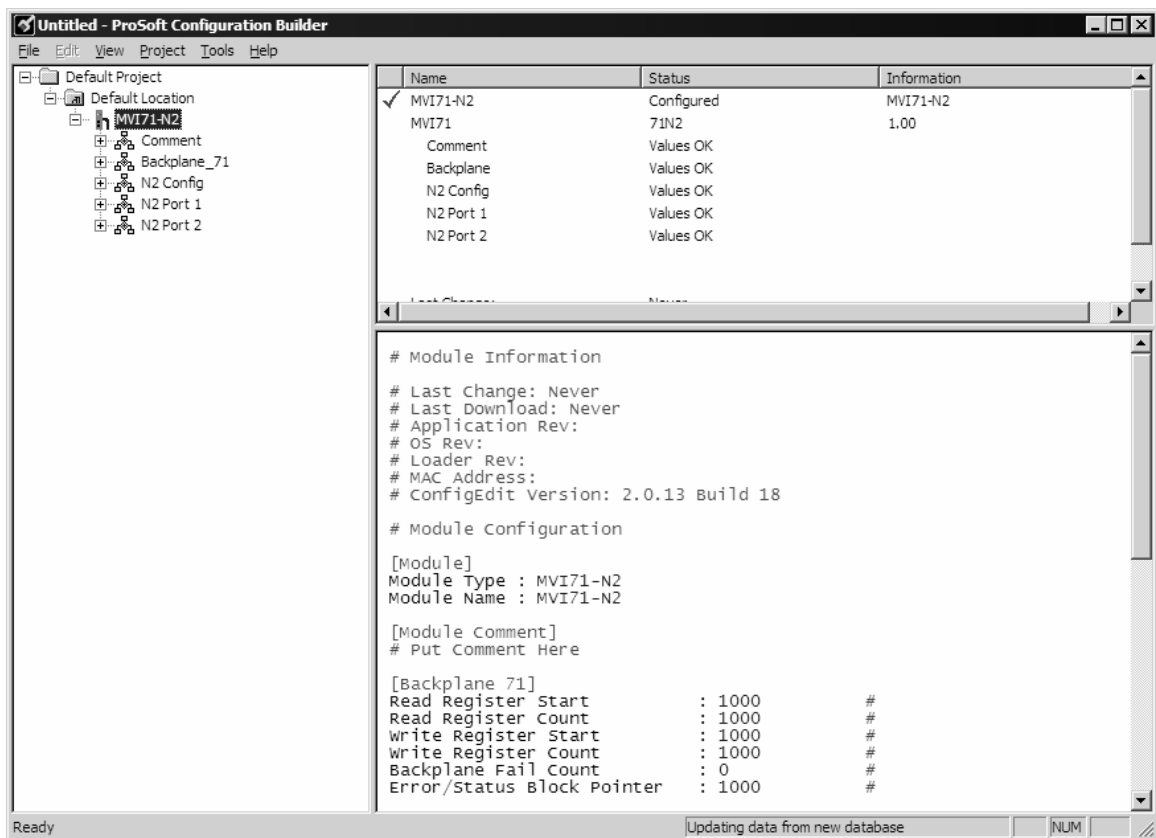 Untitled - ProSoft Configuration Builder
File Edit View Project Tools Help
Default Project
Default Location
MVI71-N2
Comment
Backplane_71
N2 Config
N2 Port 1
N2 Port 2
Name Status Information
MVI71-N2 Configured MVI71-N2
MVI71 71N2 1.00
Comment Values OK
Backplane Values OK
N2 Config Values OK
N2 Port 1 Values OK
N2 Port 2 Values OK
Last Change: Never
# Module Information
# Last Change: Never
# Last Download: Never
# Application Rev:
# OS Rev:
# Loader Rev:
# MAC Address:
# ConfigEdit Version: 2.0.13 Build 18
# Module Configuration
[Module]
Module Type : MVI71-N2
Module Name : MVI71-N2
[Module Comment]
# Put Comment Here
[Backplane 71]
Read Register Start : 1000 #
Read Register Count : 1000 #
Write Register Start : 1000 #
Write Register Count : 1000 #
Backplane Fail Count : 0 #
Error/Status Block Pointer : 1000 #
Ready Updating data from new database NUM